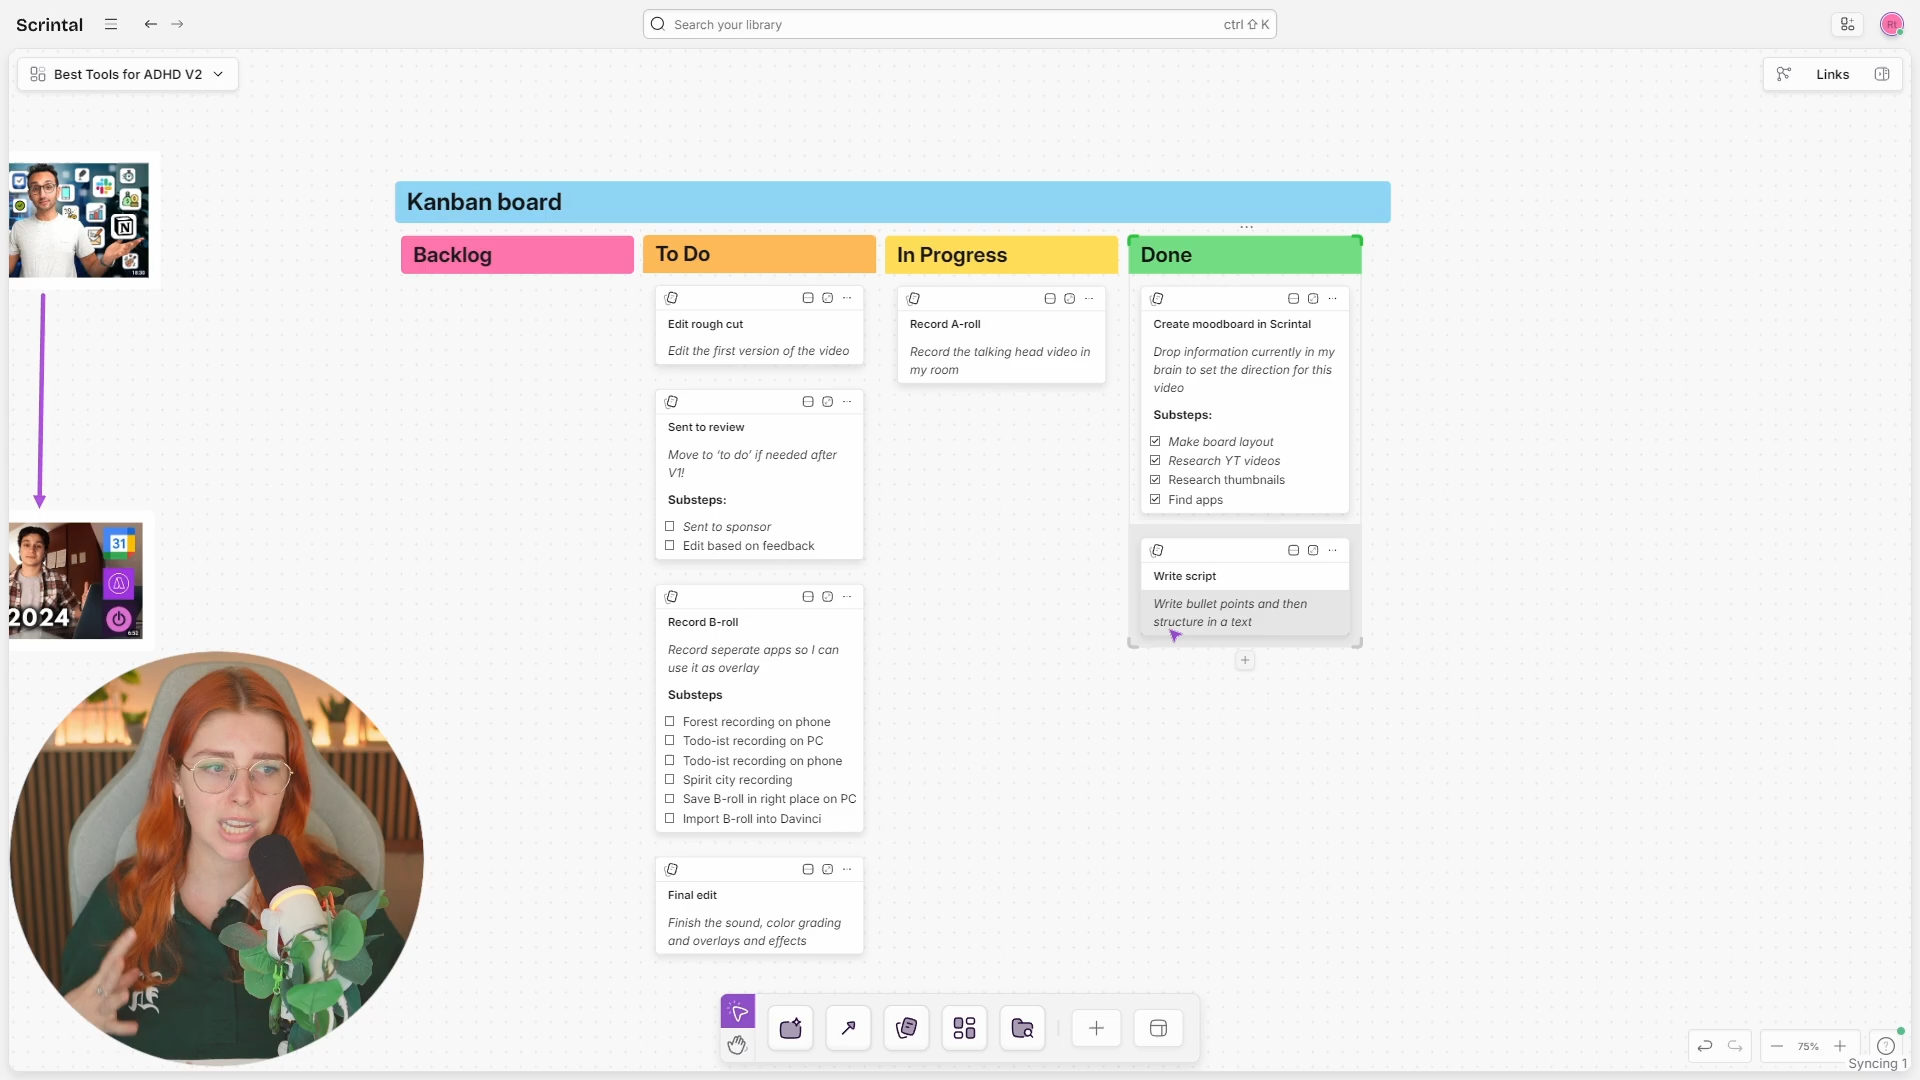 Scrintal
Search your library
ctrl ⇧ K
Best Tools for ADHD V2
Links
18:30
31
2024
6:52
Kanban board
Backlog
To Do
Edit rough cut
Edit the first version of the video
Sent to review
Move to ‘to do’ if needed after
V1!
Substeps:
Sent to sponsor
Edit based on feedback
Record B-roll
Record seperate apps so I can
use it as overlay
Substeps
Forest recording on phone
Todo-ist recording on PC
Todo-ist recording on phone
Spirit city recording
Save B-roll in right place on PC
Import B-roll into Davinci
Final edit
Finish the sound, color grading
and overlays and effects
In Progress
Record A-roll
Record the talking head video in
my room
Done
Create moodboard in Scrintal
Drop information currently in my
brain to set the direction for this
video
Substeps:
Make board layout
Research YT videos
Research thumbnails
Find apps
Write script
Write bullet points and then
structure in a text
75%
Syncing 1